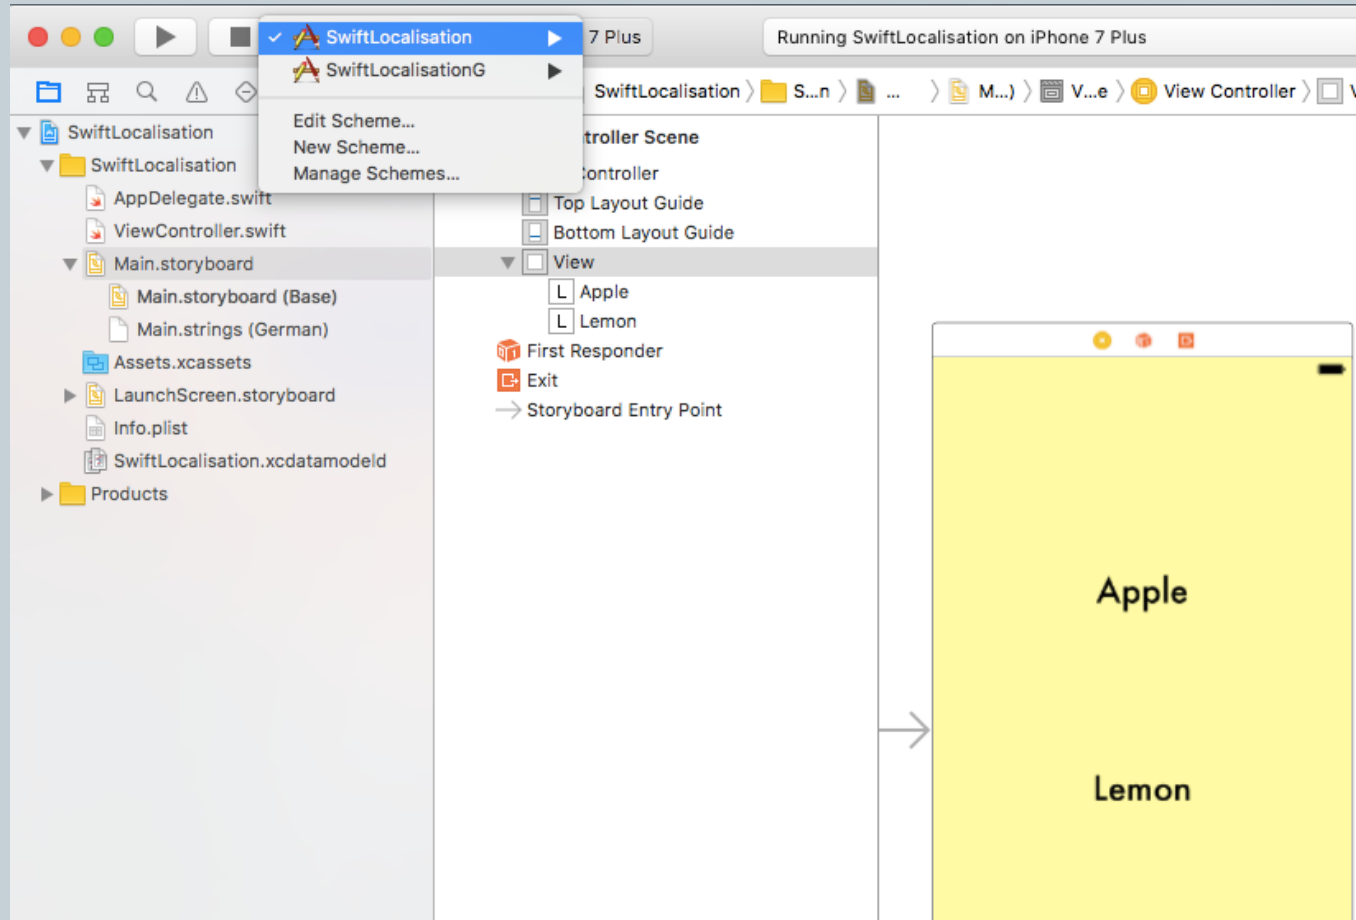 SwiftLocalisation
7 Plus
Running SwiftLocalisation on iPhone 7 Plus
SwiftLocalisationG
Edit Scheme...
New Scheme...
Manage Schemes...
SwiftLocalisation
S...n
...
M...)
V...e
View Controller
V
SwiftLocalisation
SwiftLocalisation
AppDelegate.swift
ViewController.swift
Main.storyboard
Main.storyboard (Base)
Main.strings (German)
Assets.xcassets
LaunchScreen.storyboard
Info.plist
SwiftLocalisation.xcdatamodeld
Products
troller Scene
Controller
Top Layout Guide
Bottom Layout Guide
View
L Apple
L Lemon
First Responder
Exit
Storyboard Entry Point
Apple
Lemon